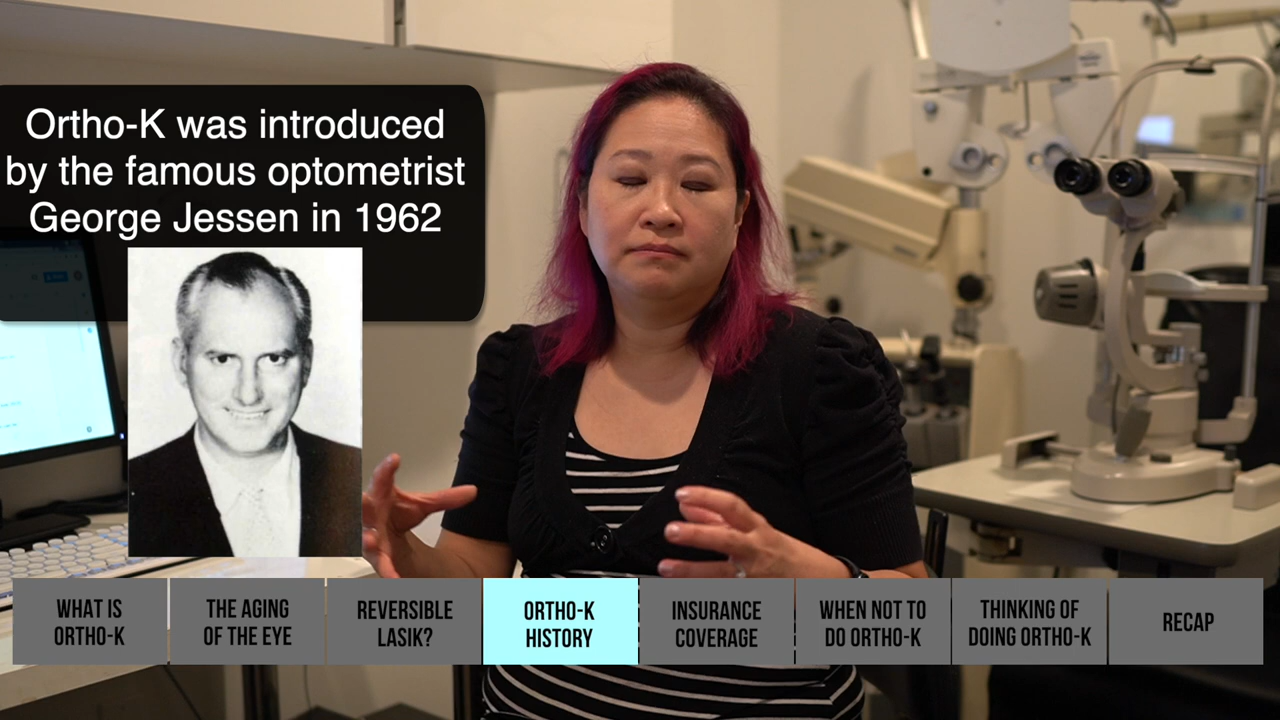 Ortho-K was introduced
by the famous optometrist
George Jessen in 1962
WHAT IS
ORTHO-K
THE AGING
OF THE EYE
REVERSIBLE
LASIK?
ORTHO-K
HISTORY
INSURANCE
COVERAGE
WHEN NOT TO
DO ORTHO-K
THINKING OF
DOING ORTHO-K
RECAP